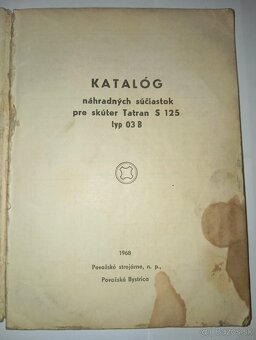 KATALÓG
náhradných súčiastok
pre skúter Tatran S 125
typ 03 B
1968
Považské strojárne, n. p.,
Považská Bystrica